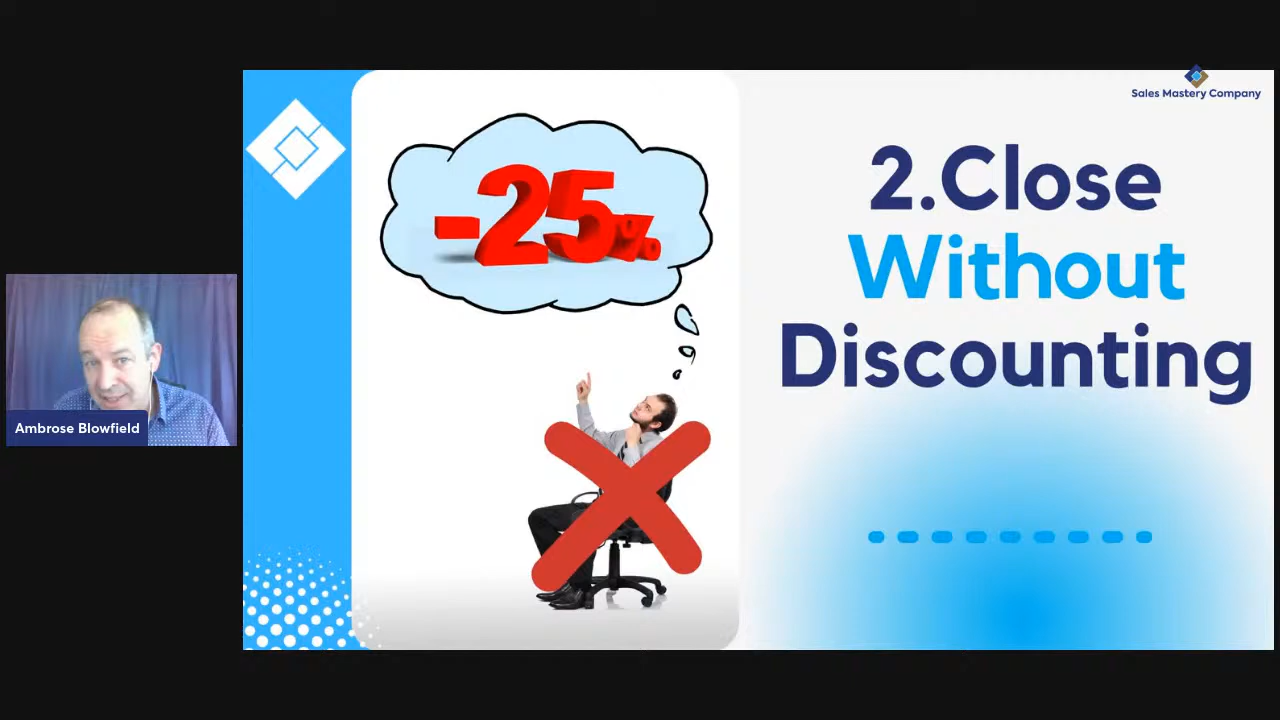 Sales Mastery Company
-25%
2.Close
Without
Discounting
Ambrose Blowfield